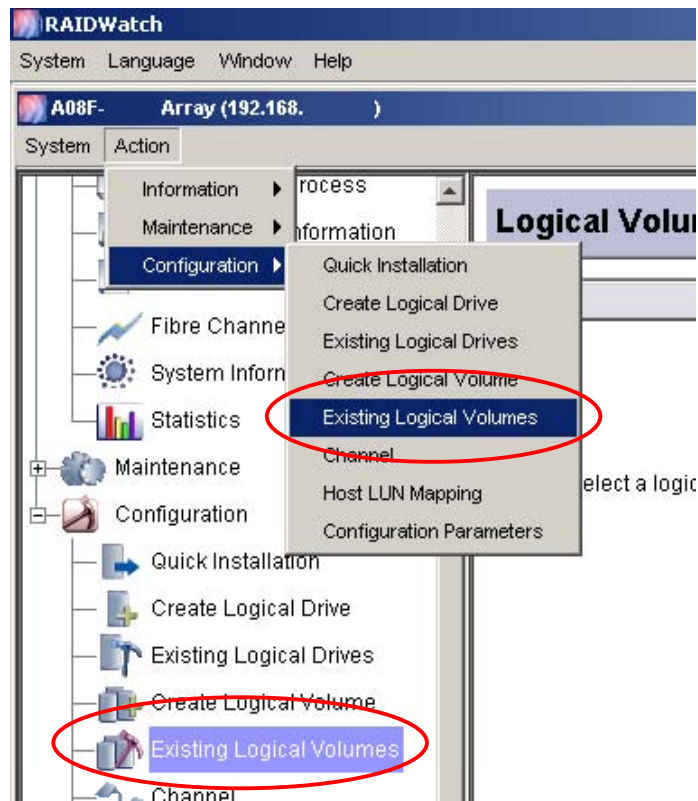 RAIDWatch
System Language Window Help
A08F- Array (192.168. )
System Action
Information
Maintenance
Configuration
rocess
nformation
Fibre Channe
System Inforn
Statistics
Maintenance
Configuration
Quick Installation
Create Logical Drive
Existing Logical Drives
Create Logical Volume
Existing Logical Volumes
Channel
Quick Installation
Create Logical Drive
Existing Logical Drives
Create Logical Volume
Existing Logical Volumes
Channel
Host LUN Mapping
Configuration Parameters
Logical Volu
elect a logic